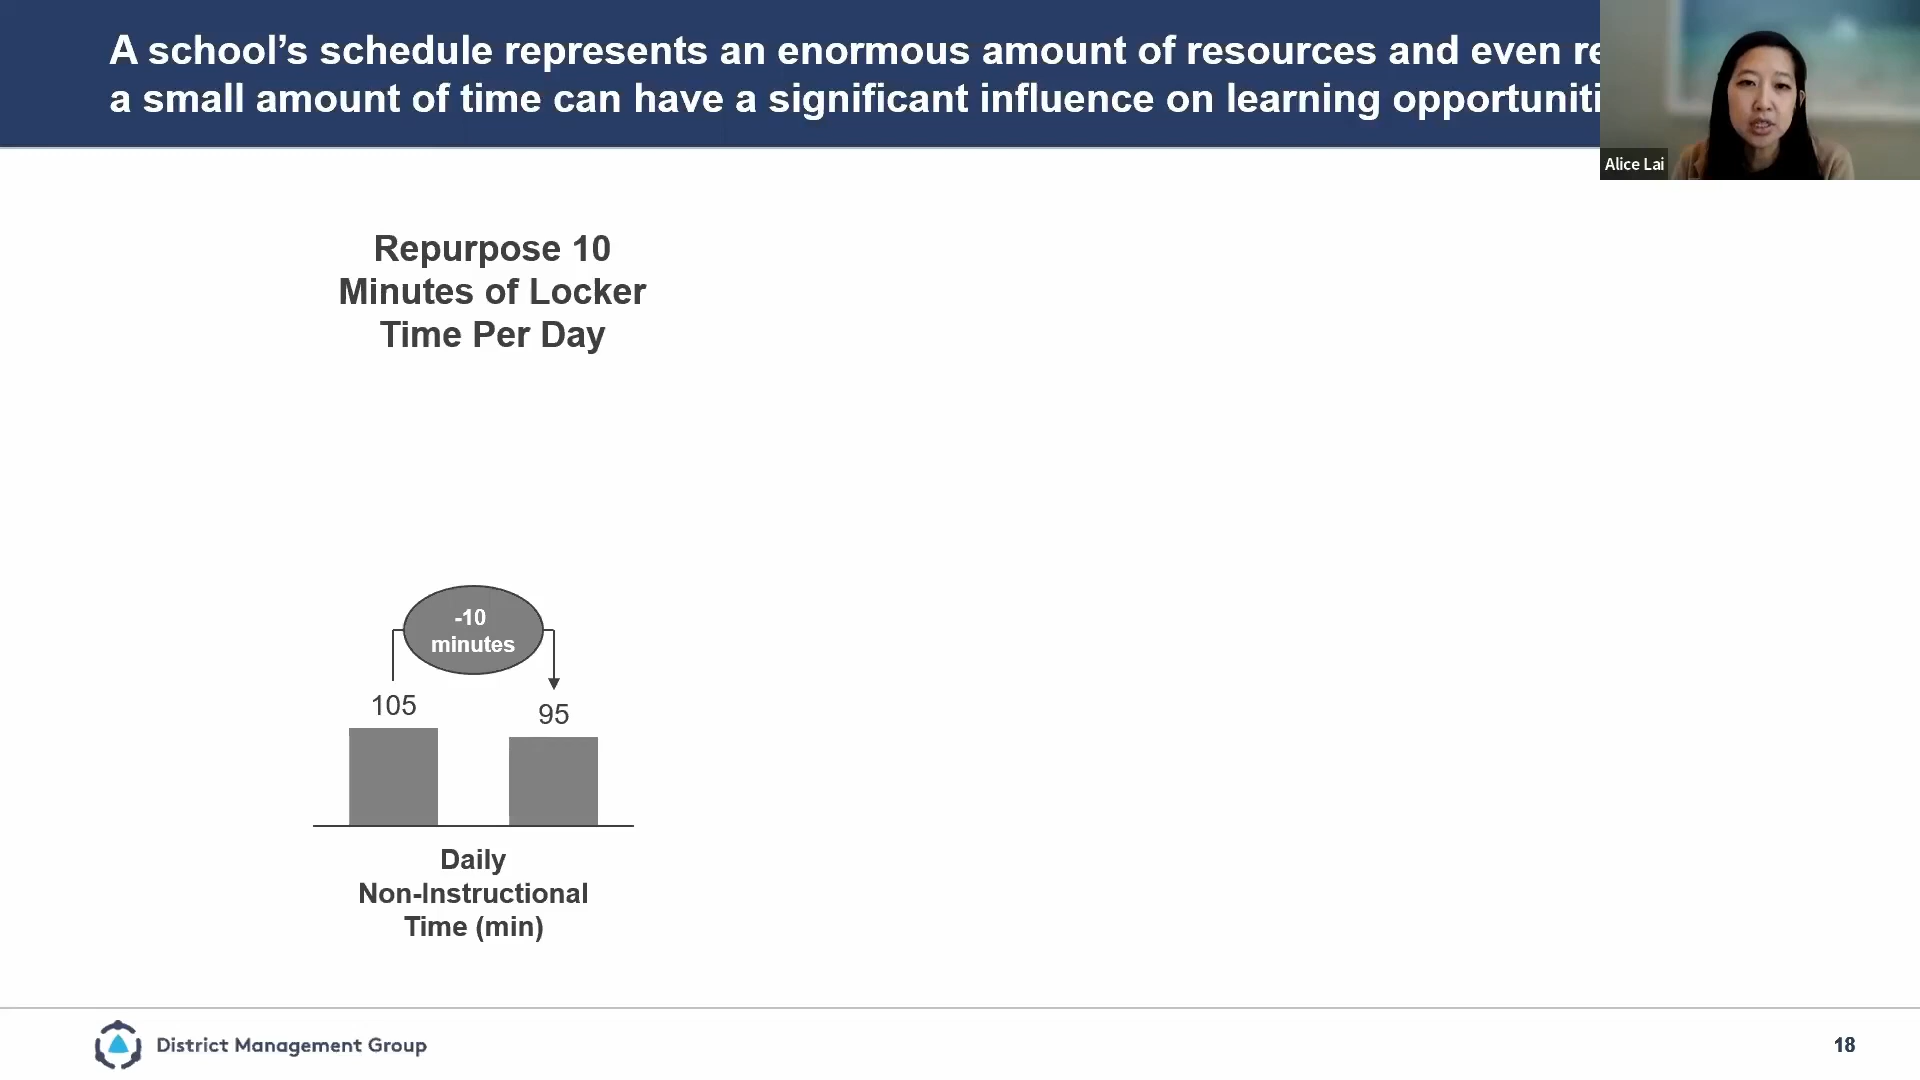 A school’s schedule represents an enormous amount of resources and even
a small amount of time can have a significant influence on learning
Alice Lai
Repurpose 10
Minutes of Locker
Time Per Day
-10
minutes
105
95
Daily
Non-Instructional
Time (min)
District Management Group
18